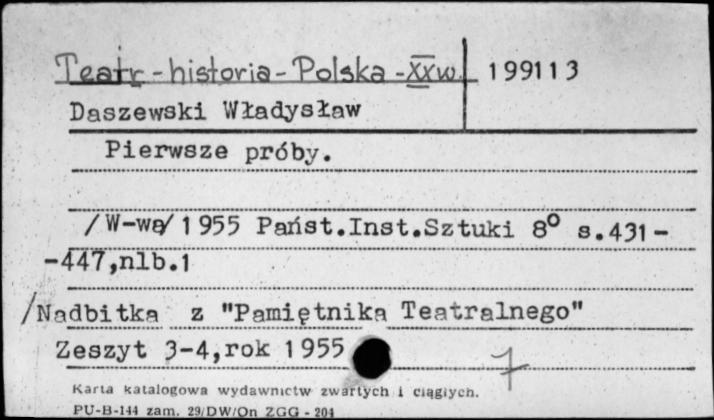 Teatr - historia - Polska - XXw. 199113
Daszewski Władysław
Pierwsze próby.
/W-wa/ 1955 Państ.Inst.Sztuki 8° s.431-
-447,nlb.1
/Nadbitka z "Pamiętnika Teatralnego"
Zeszyt 3-4, rok 1955
Karta katalogowa wydawnictw zwartych i ciągłych.
PU-B-144 zam. 29/DW/On ZGG - 204